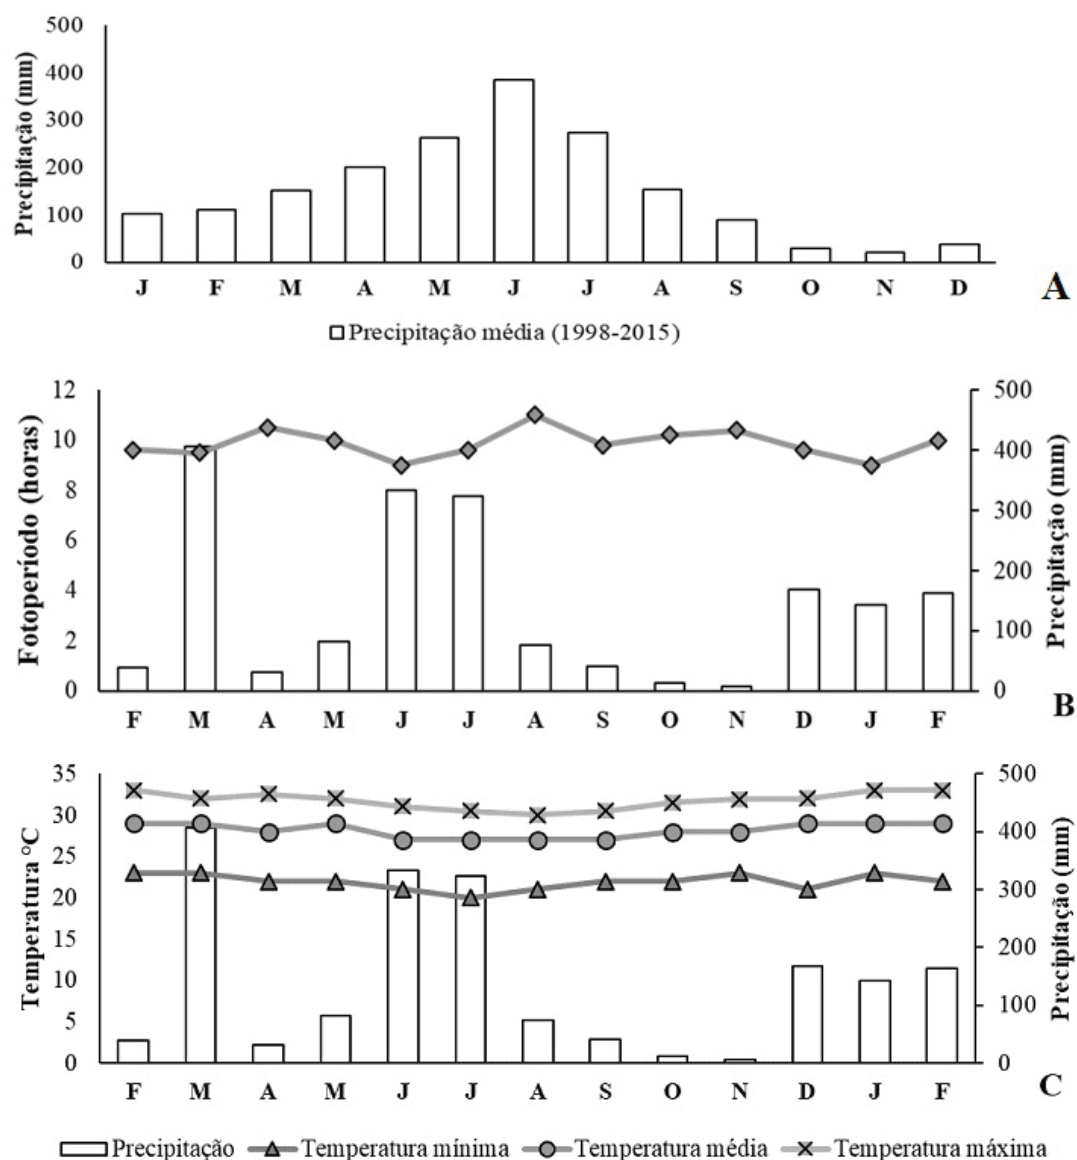 Precipitação (mm)
500
400
300
200
100
0
J F M A M J J A S O N D
A
Precipitação média (1998-2015)
Fotoperíodo (horas)
12
10
8
6
4
2
0
500
400
300
200
100
0
Precipitação (mm)
F M A M J J A S O N D J F
B
Temperatura °C
35
30
25
20
15
10
5
0
500
400
300
200
100
0
Precipitação (mm)
F M A M J J A S O N D J F
C
Precipitação Temperatura mínima Temperatura média Temperatura máxima